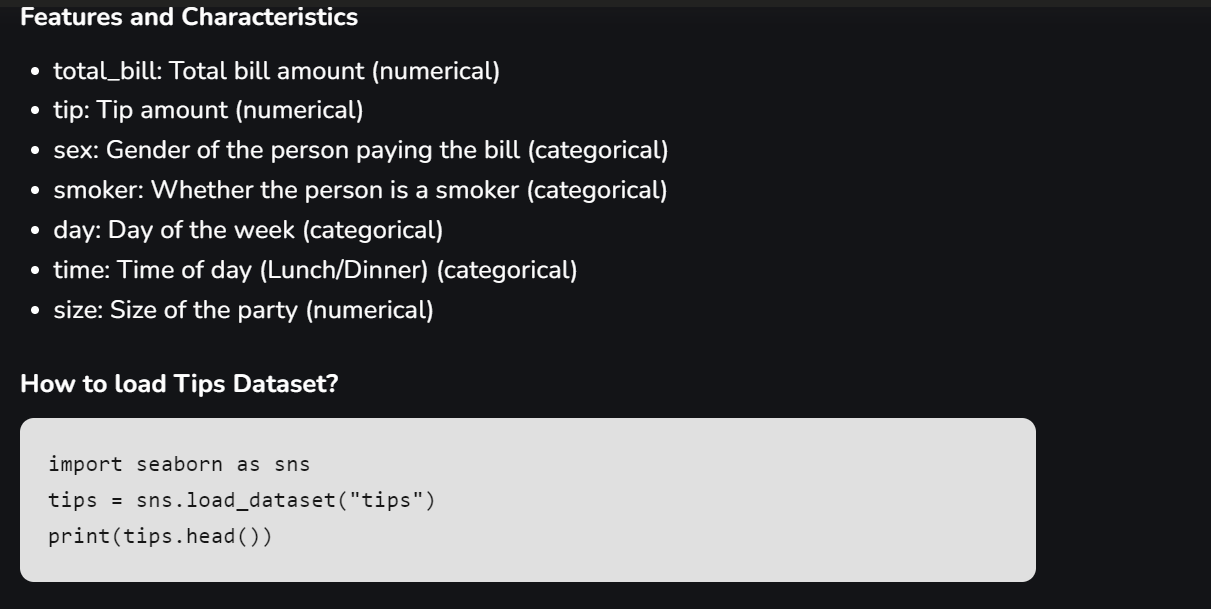 Features and Characteristics
• total_bill: Total bill amount (numerical)
• tip: Tip amount (numerical)
• sex: Gender of the person paying the bill (categorical)
• smoker: Whether the person is a smoker (categorical)
• day: Day of the week (categorical)
• time: Time of day (Lunch/Dinner) (categorical)
• size: Size of the party (numerical)
How to load Tips Dataset?
import seaborn as sns
tips = sns.load_dataset("tips")
print(tips.head())